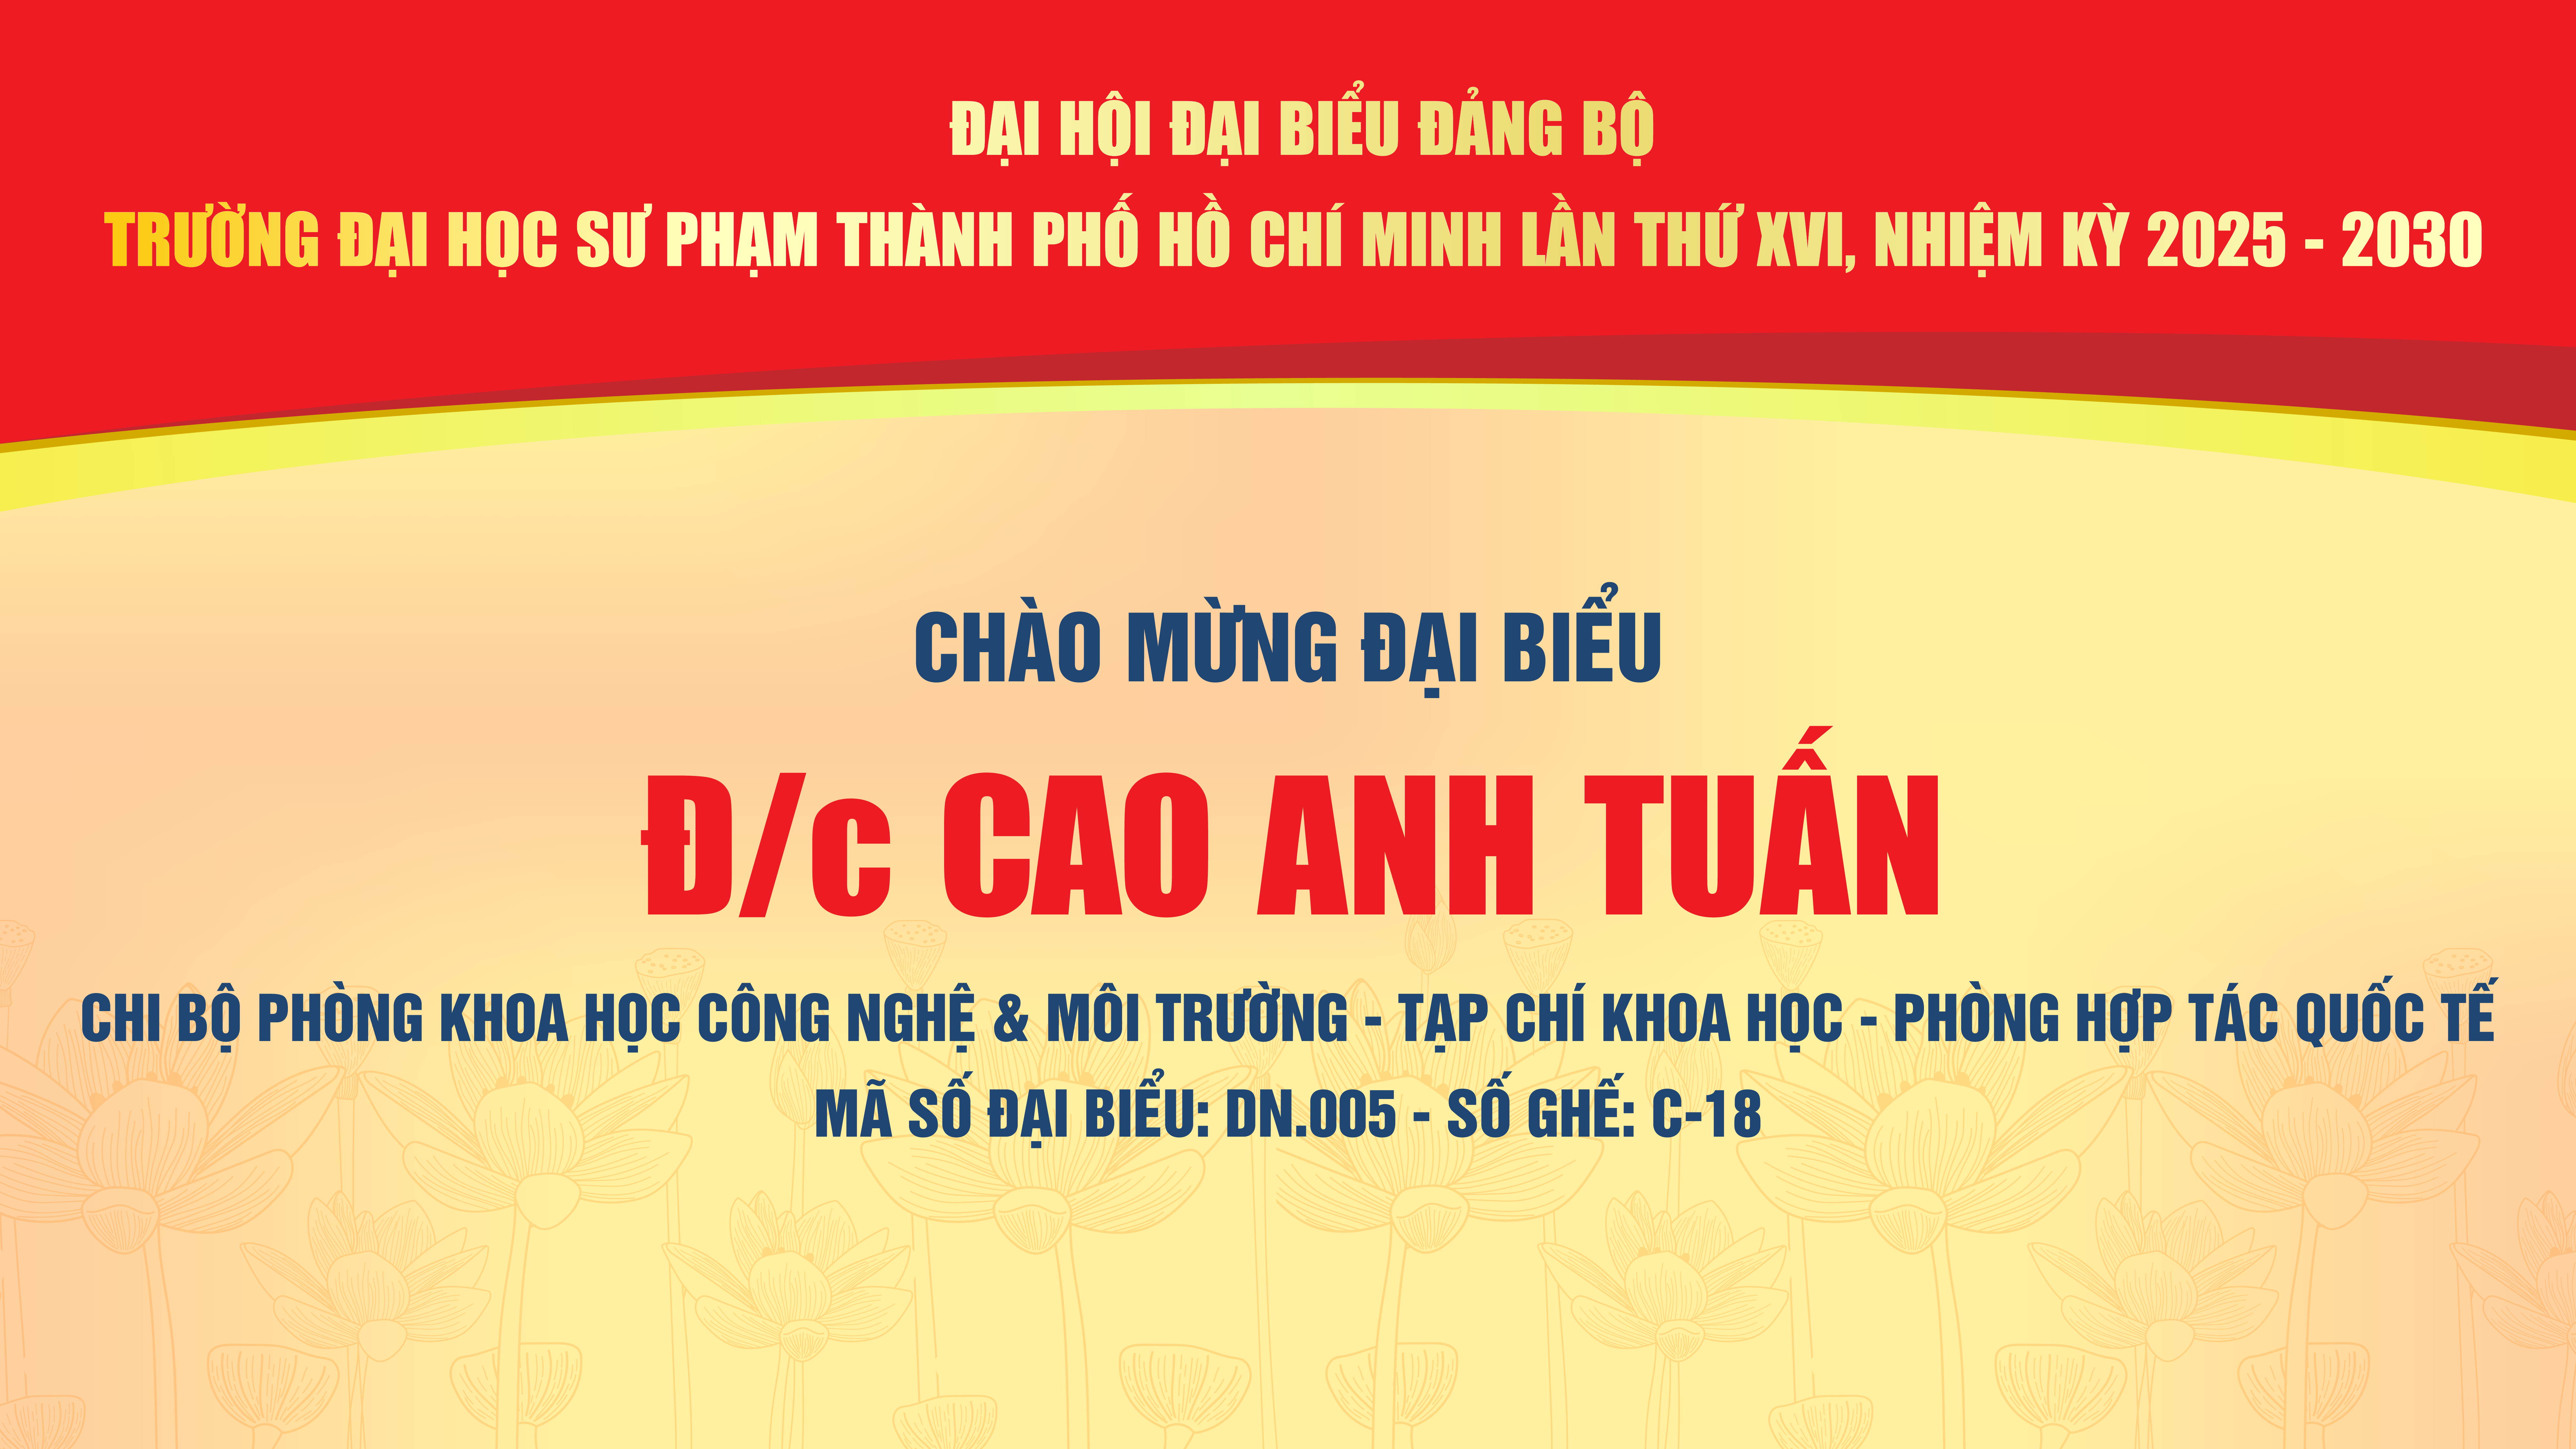 ĐẠI HỘI ĐẠI BIỂU ĐẢNG BỘ
TRƯỜNG ĐẠI HỌC SƯ PHẠM THÀNH PHỐ HỒ CHÍ MINH LẦN THỨ XVI, NHIỆM KỲ 2025 - 2030
CHÀO MỪNG ĐẠI BIỂU
Đ/c CAO ANH TUẤN
CHI BỘ PHÒNG KHOA HỌC CÔNG NGHỆ & MÔI TRƯỜNG - TẠP CHÍ KHOA HỌC - PHÒNG HỢP TÁC QUỐC TẾ
MÃ SỐ ĐẠI BIỂU: DN.005 - SỐ GHẾ: C-18